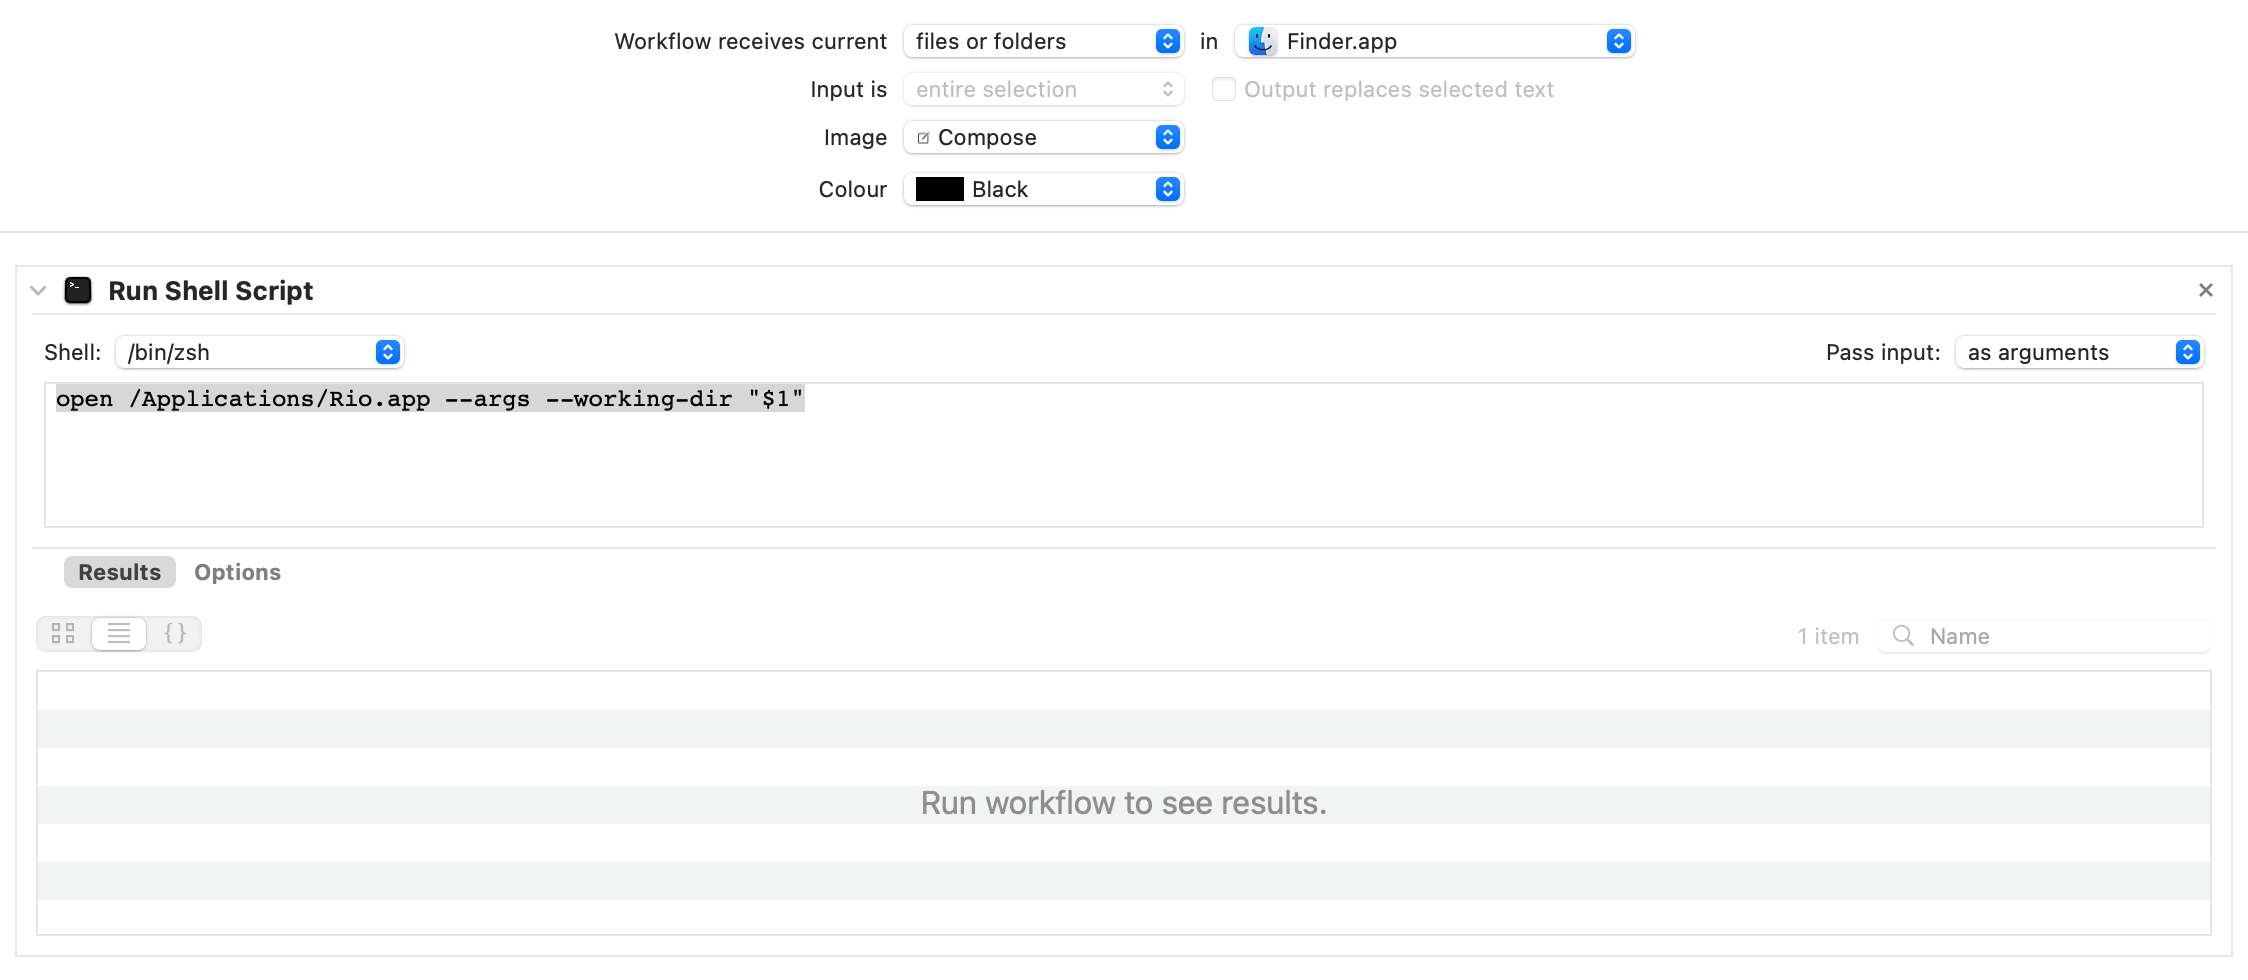 Workflow receives current files or folders in Finder.app
Input is entire selection Output replaces selected text
Image Compose
Colour Black
Run Shell Script
Shell: /bin/zsh Pass input: as arguments
open /Applications/Rio.app --args --working-dir "$1"
Results Options
1 item Name
Run workflow to see results.